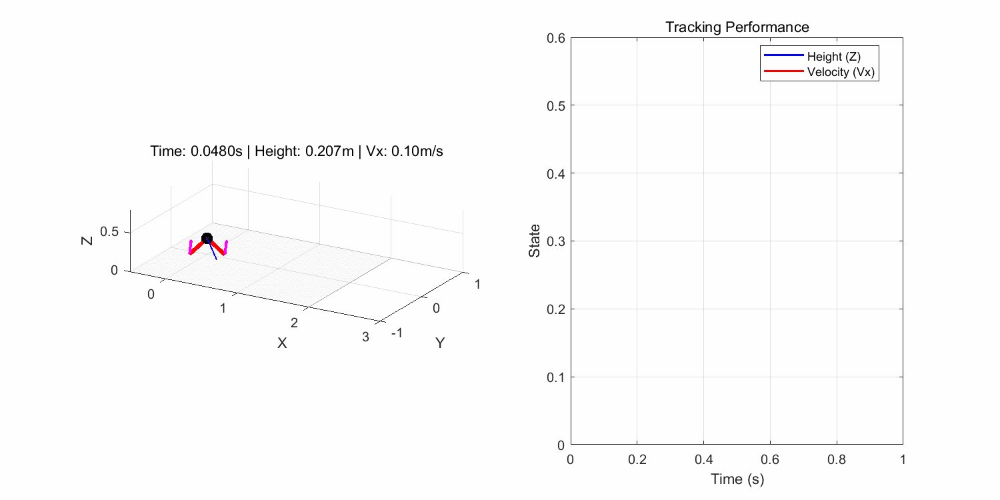 Time: 0.0480s | Height: 0.207m | Vx: 0.10m/s
Z
0.5
0
0
1
2
3
X
-1
0
1
Y
Tracking Performance
Height (Z)
Velocity (Vx)
State
0.6
0.5
0.4
0.3
0.2
0.1
0
0
0.2
0.4
0.6
0.8
1
Time (s)